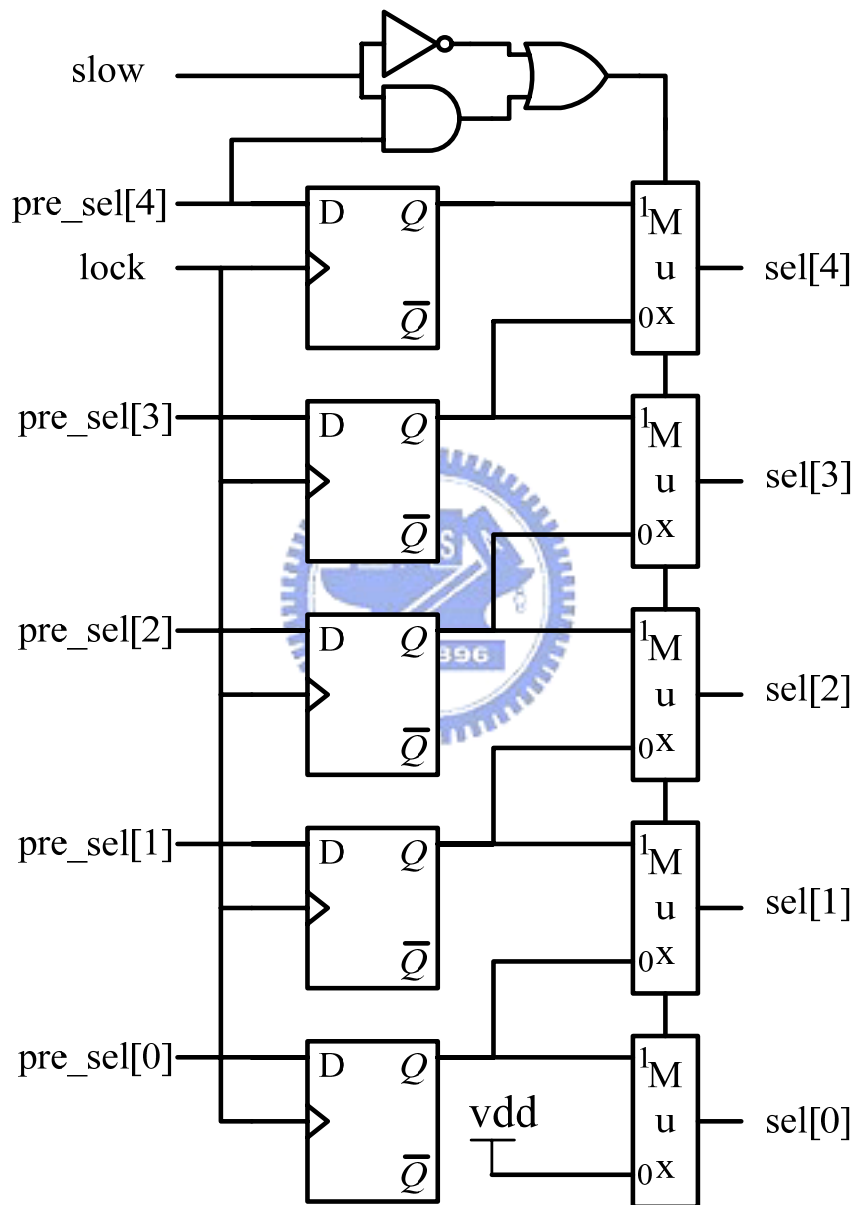 slow
pre_sel[4]
D Q
1
M
u
x
0
lock
sel[4]
Q
pre_sel[3]
D Q
1
M
u
x
0
sel[3]
Q
S
pre_sel[2]
D Q
1
M
u
x
0
896
sel[2]
Q
pre_sel[1]
D Q
1
M
u
x
0
sel[1]
Q
pre_sel[0]
D Q
1
M
u
x
0
vdd
sel[0]
Q